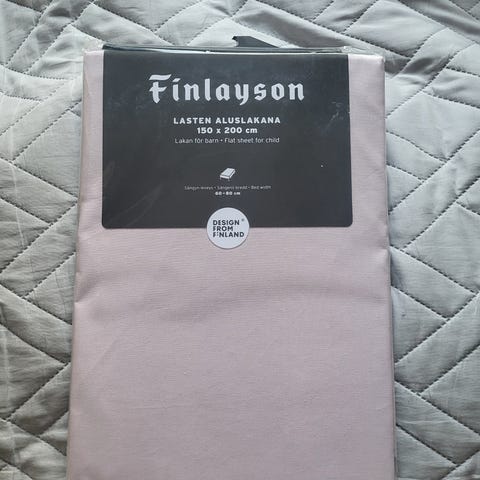 Finlayson
LASTEN ALUSLAKANA
150 x 200 cm
Lakan för barn • Flat sheet for child
Sängyn leveys • Sängens bredd • Bed width
60–80 cm
DESIGN
FROM
FINLAND